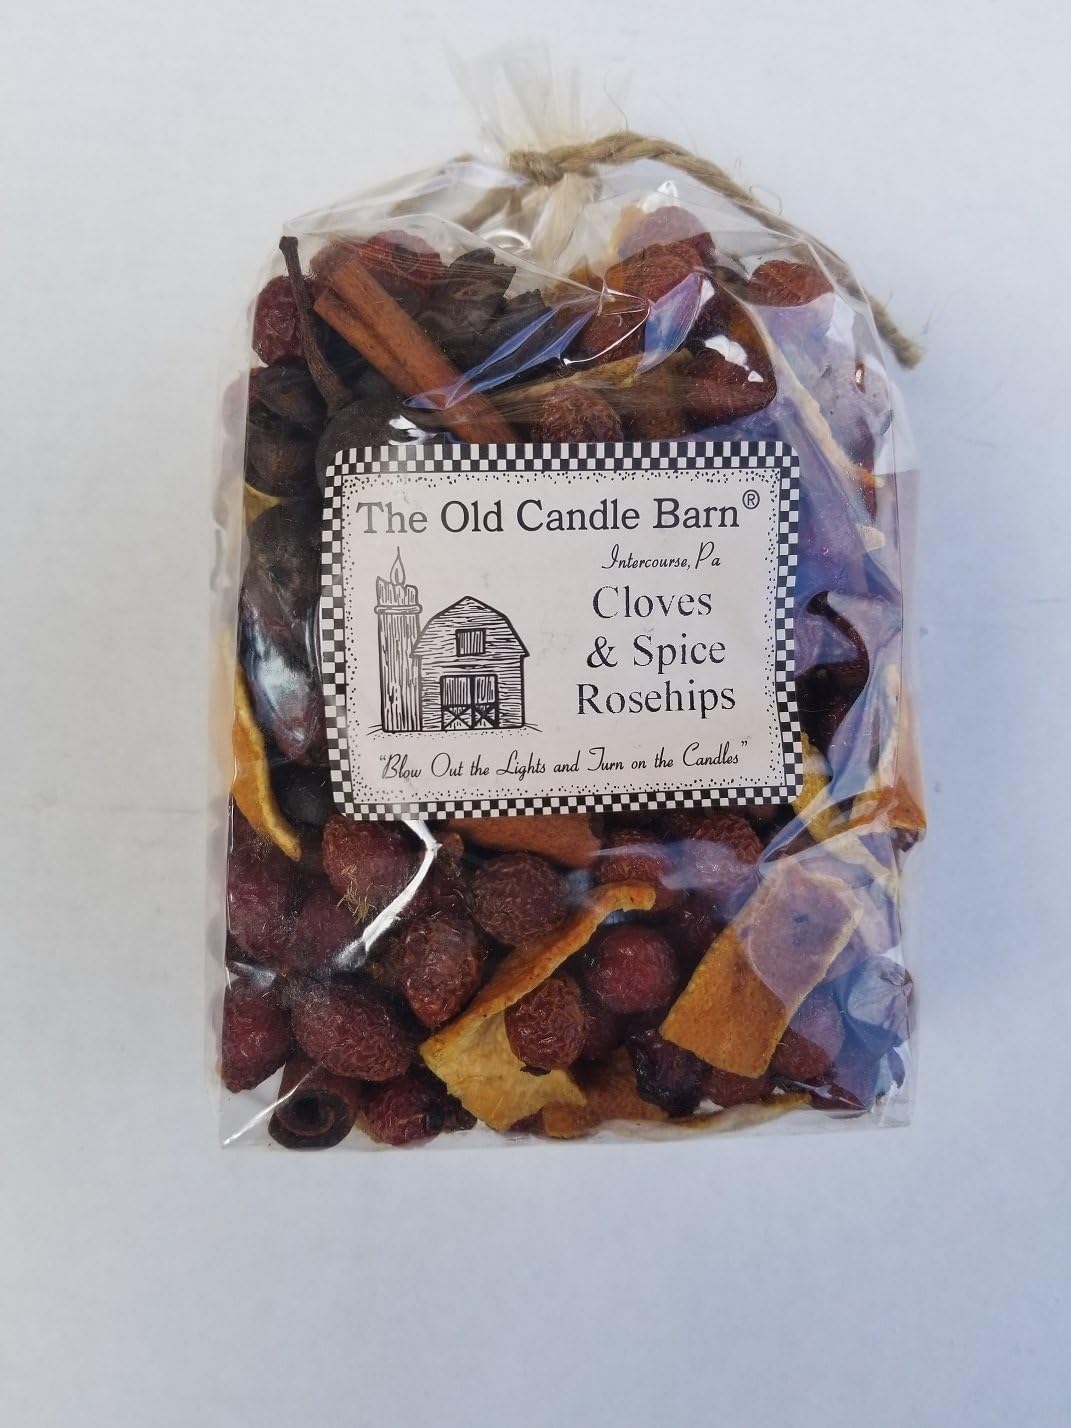 The Old Candle Barn®
Intercourse, Pa
Cloves
& Spice
Rosehips
"Blow Out the Lights and Turn on the Candles"